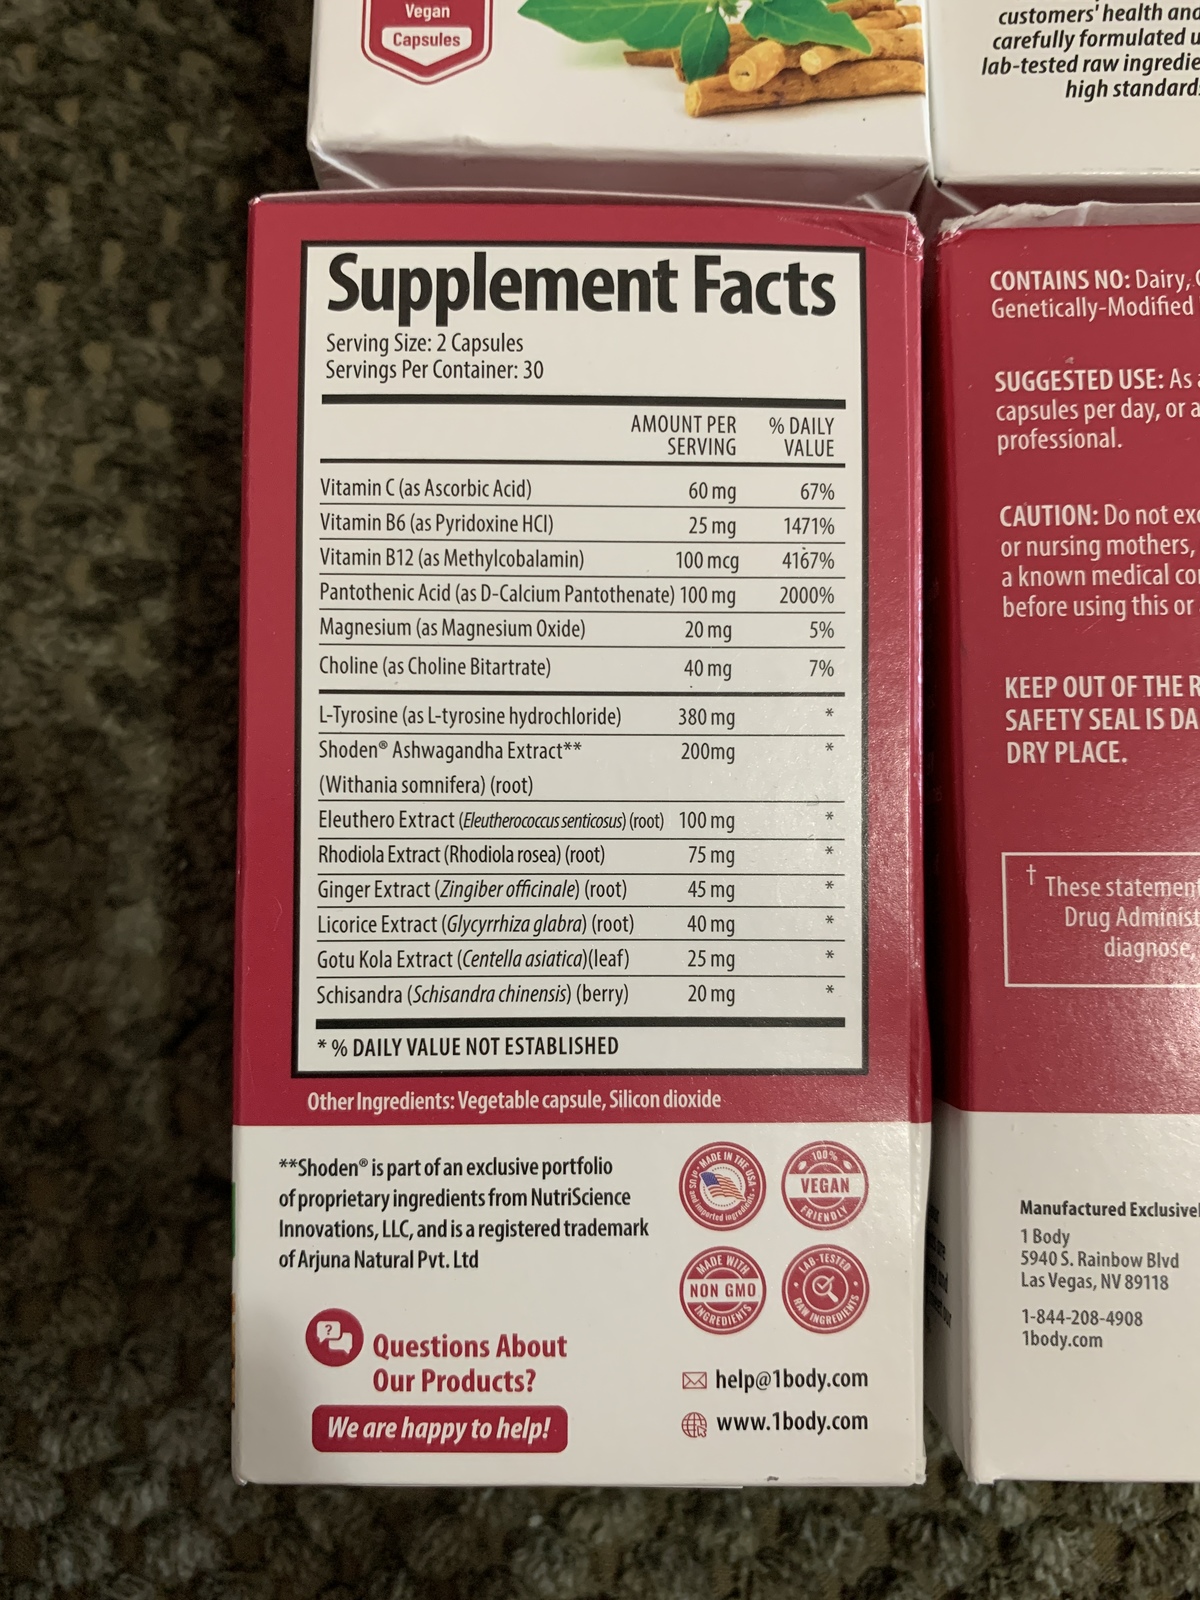 Vegan
Capsules
customers' health and
carefully formulated
lab-tested raw
high
Supplement Facts
Serving Size: 2 Capsules
Servings Per Container: 30
AMOUNT PER SERVING % DAILY VALUE
Vitamin C (as Ascorbic Acid) 60 mg 67%
Vitamin B6 (as Pyridoxine HCl) 25 mg 1471%
Vitamin B12 (as Methylcobalamin) 100 mcg 4167%
Pantothenic Acid (as D-Calcium Pantothenate) 100 mg 2000%
Magnesium (as Magnesium Oxide) 20 mg 5%
Choline (as Choline Bitartrate) 40 mg 7%
L-Tyrosine (as L-tyrosine hydrochloride) 380 mg *
Shoden® Ashwagandha Extract** 200mg *
(Withania somnifera) (root)
Eleuthero Extract (Eleutherococcus senticosus) (root) 100 mg *
Rhodiola Extract (Rhodiola rosea) (root) 75 mg *
Ginger Extract (Zingiber officinale) (root) 45 mg *
Licorice Extract (Glycyrrhiza glabra) (root) 40 mg *
Gotu Kola Extract (Centella asiatica)(leaf) 25 mg *
Schisandra (Schisandra chinensis) (berry) 20 mg *
* % DAILY VALUE NOT ESTABLISHED
Other Ingredients: Vegetable capsule, Silicon dioxide
**Shoden® is part of an exclusive portfolio
of proprietary ingredients from NutriScience
Innovations, LLC, and is a registered trademark
of Arjuna Natural Pvt. Ltd
MADE IN THE USA
of US and imported ingredients
100%
VEGAN
FRIENDLY
MADE WITH
NON GMO
INGREDIENTS
LAB-TESTED
RAW INGREDIENTS
?
Questions About
Our Products?
We are happy to help!
help@1body.com
www.1body.com
CONTAINS NO: Dairy,
Genetically-Modified
SUGGESTED USE: As
capsules per day, or
professional.
CAUTION: Do not
or nursing mothers,
a known medical
before using this or
KEEP OUT OF THE
SAFETY SEAL IS
DRY PLACE.
† These
Drug
diagnose,
Manufactured
1 Body
5940 S. Rainbow Blvd
Las Vegas, NV 89118
1-844-208-4908
1body.com